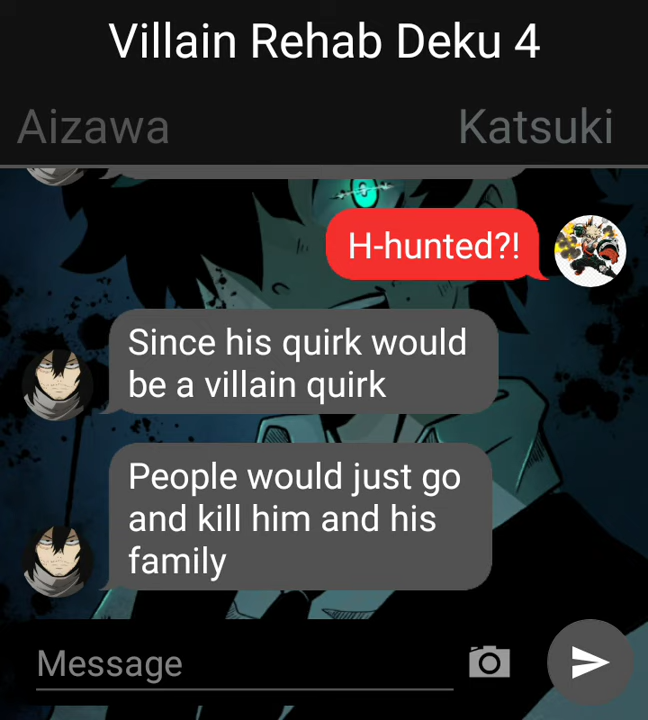 Villain Rehab Deku 4
Aizawa
Katsuki
H-hunted?!
Since his quirk would
be a villain quirk
People would just go
and kill him and his
family
Message